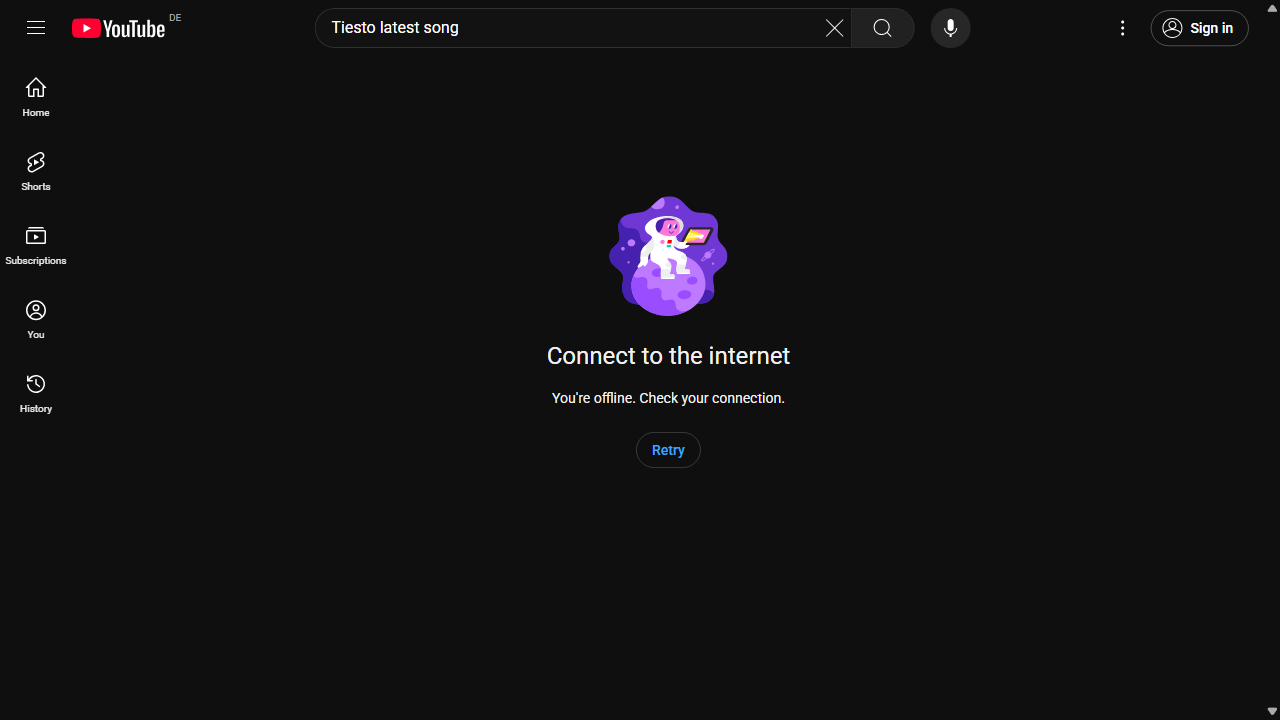 YouTube DE
Tiesto latest song
Sign in
Home
Shorts
Subscriptions
You
History
Connect to the internet
You're offline. Check your connection.
Retry